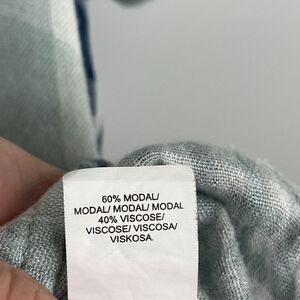 60% MODAL/
MODAL/ MODAL/ MODAL
40% VISCOSE/
VISCOSE/ VISCOSA/
VISKOSA.